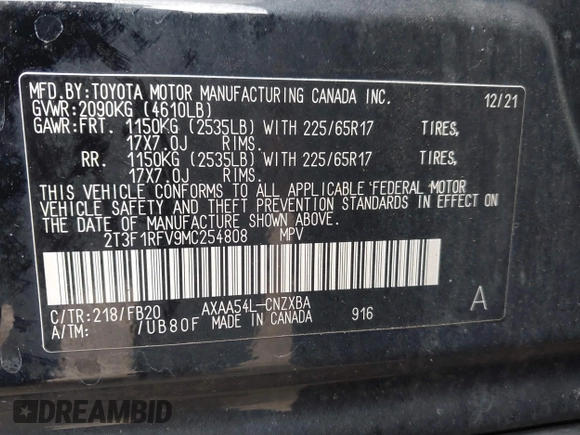 MFD.BY:TOYOTA MOTOR MANUFACTURING CANADA INC. 12/21
GVWR:2090KG (4610LB)
GAWR:FRT. 1150KG (2535LB) WITH 225/65R17 TIRES,
17X7.0J RIMS.
RR. 1150KG (2535LB) WITH 225/65R17 TIRES,
17X7.0J RIMS.
THIS VEHICLE CONFORMS TO ALL APPLICABLE FEDERAL MOTOR
VEHICLE SAFETY AND THEFT PREVENTION STANDARDS IN EFFECT ON
THE DATE OF MANUFACTURE SHOWN ABOVE.
2T3F1RFV9MC254808 MPV
C/TR:218/FB20 AXAA54L-CNZXBA A
A/TM: /UB80F MADE IN CANADA 916
DREAMBID